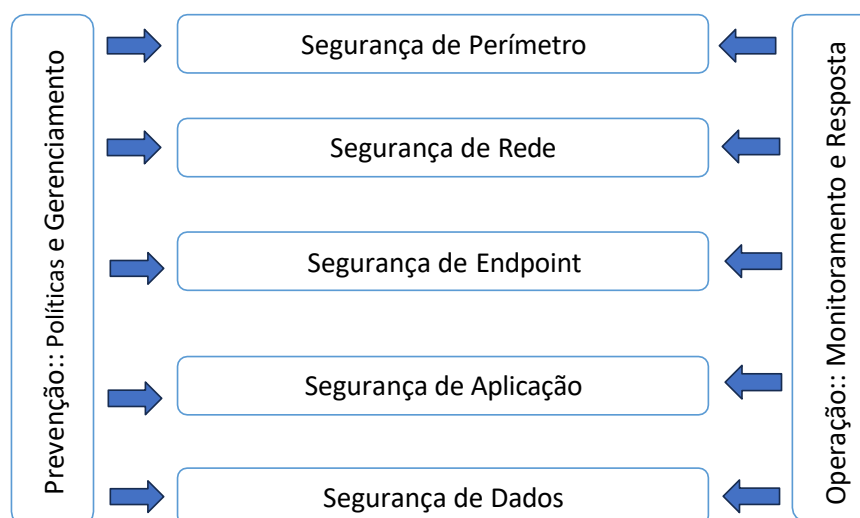 Prevenção:: Políticas e Gerenciamento
Segurança de Perímetro
Segurança de Rede
Segurança de Endpoint
Segurança de Aplicação
Segurança de Dados
Operação:: Monitoramento e Resposta